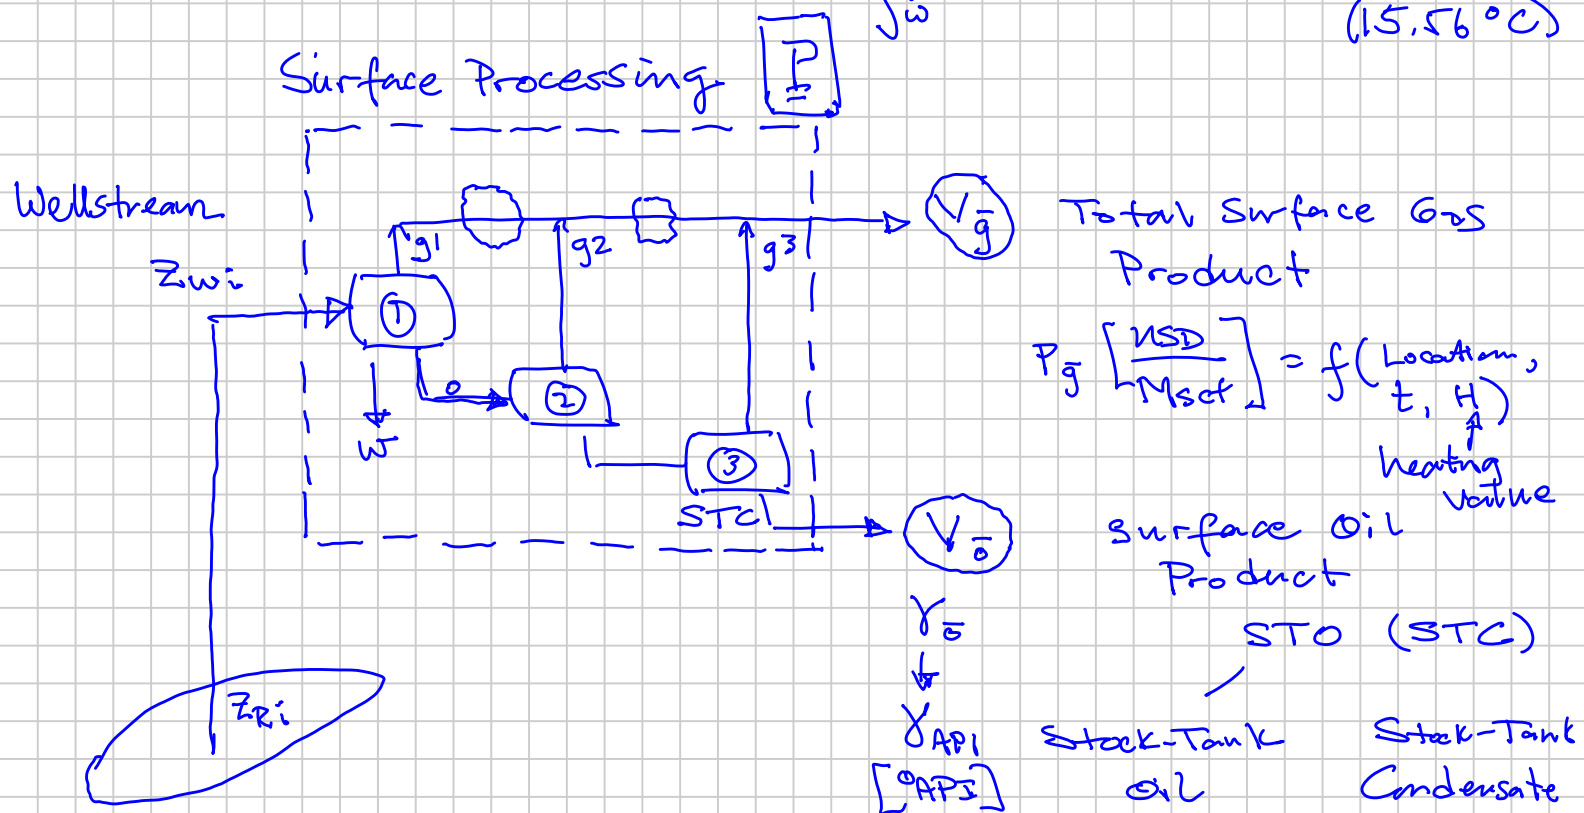 w̄
(15.56°C)
Surface Processing
P
Wellstream
zwi
g1
g2
g3
Vḡ
Total Surface Gas
Product
1
Pḡ [USD/Mscf] = f(Location,
t, H)
heating
value
o
2
w
3
STC
Vō
Surface Oil
Product
γō
STO (STC)
zRi
γAPI
[°API]
Stock-Tank
Oil
Stock-Tank
Condensate